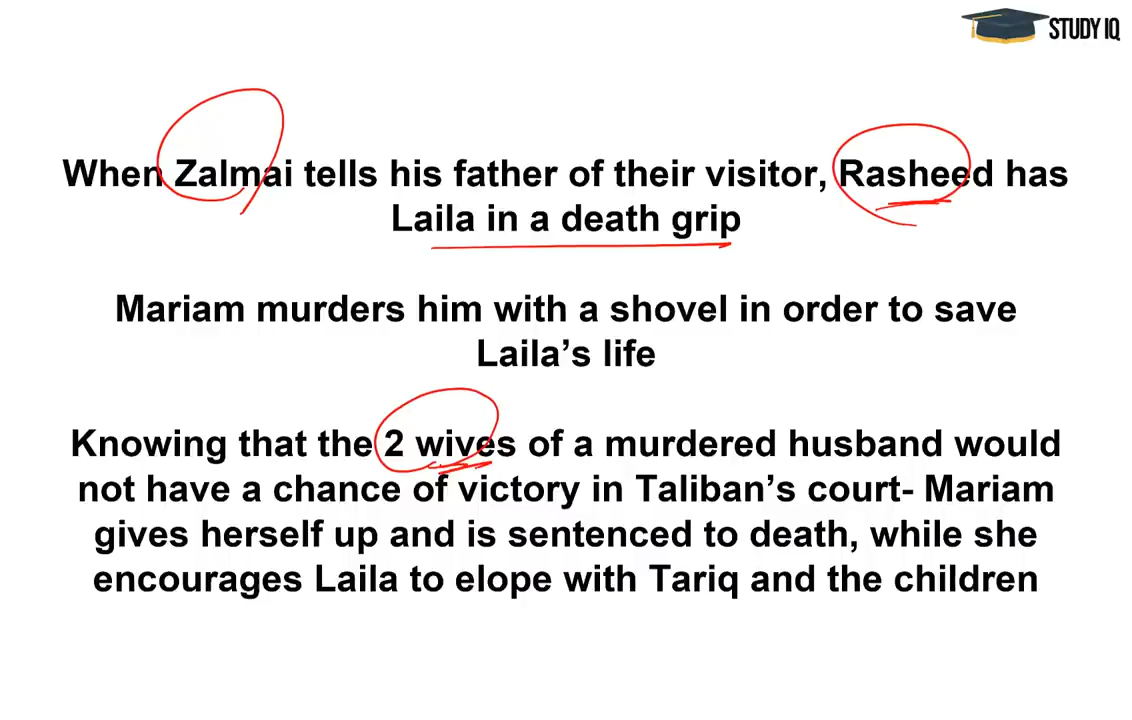 STUDY IQ
When Zalmai tells his father of their visitor, Rasheed has
Laila in a death grip
Mariam murders him with a shovel in order to save
Laila’s life
Knowing that the 2 wives of a murdered husband would
not have a chance of victory in Taliban’s court- Mariam
gives herself up and is sentenced to death, while she
encourages Laila to elope with Tariq and the children